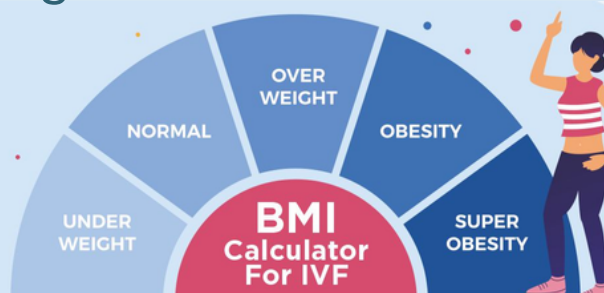 OVER
WEIGHT
NORMAL
OBESITY
UNDER
WEIGHT
SUPER
OBESITY
BMI
Calculator
For IVF